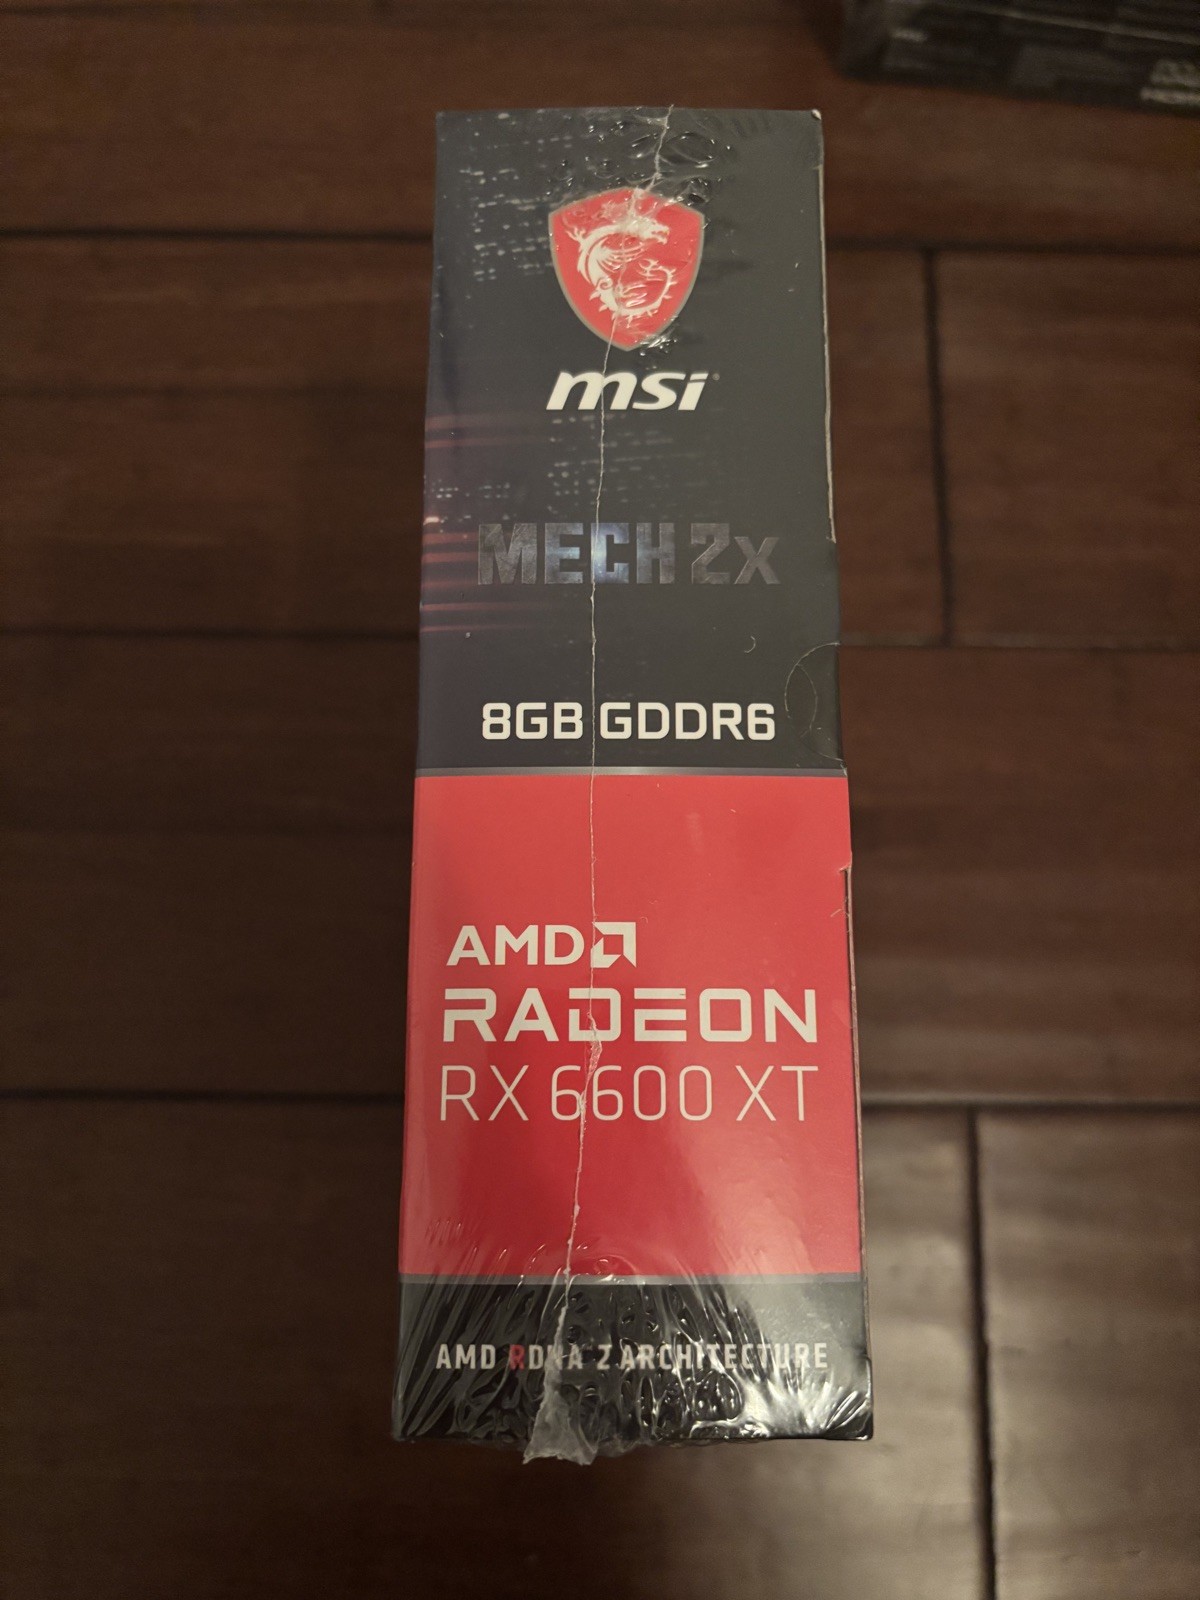 msi
MECH 2X
8GB GDDR6
AMD
RADEON
RX 6600 XT
AMD RDNA 2 ARCHITECTURE